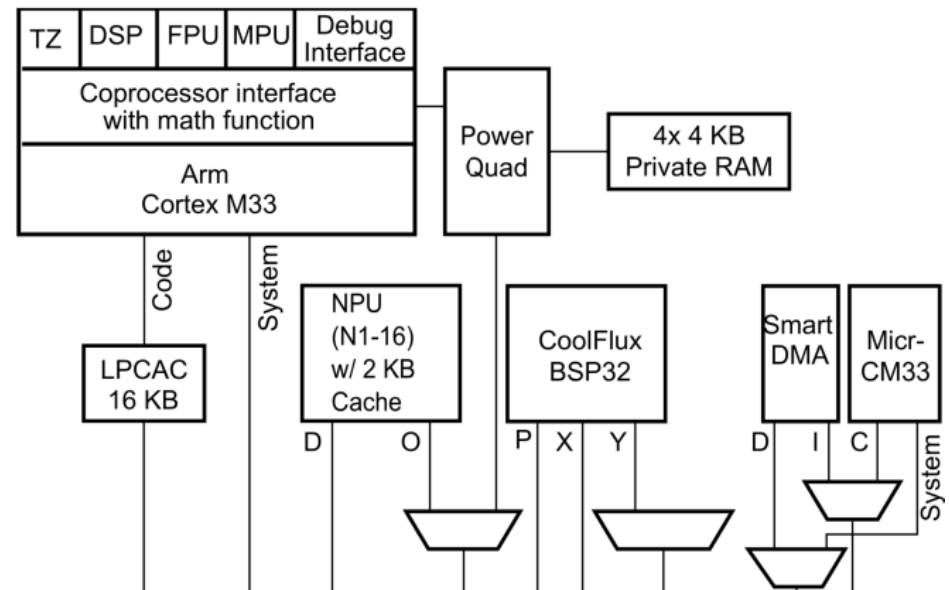 TZ
DSP
FPU
MPU
Debug
Interface
Coprocessor interface
with math function
Arm
Cortex M33
Power
Quad
4x 4 KB
Private RAM
Code
System
LPCAC
16 KB
NPU
(N1-16)
w/ 2 KB
Cache
CoolFlux
BSP32
Smart
DMA
Micr-
CM33
D
O
P
X
Y
D
I
C
System